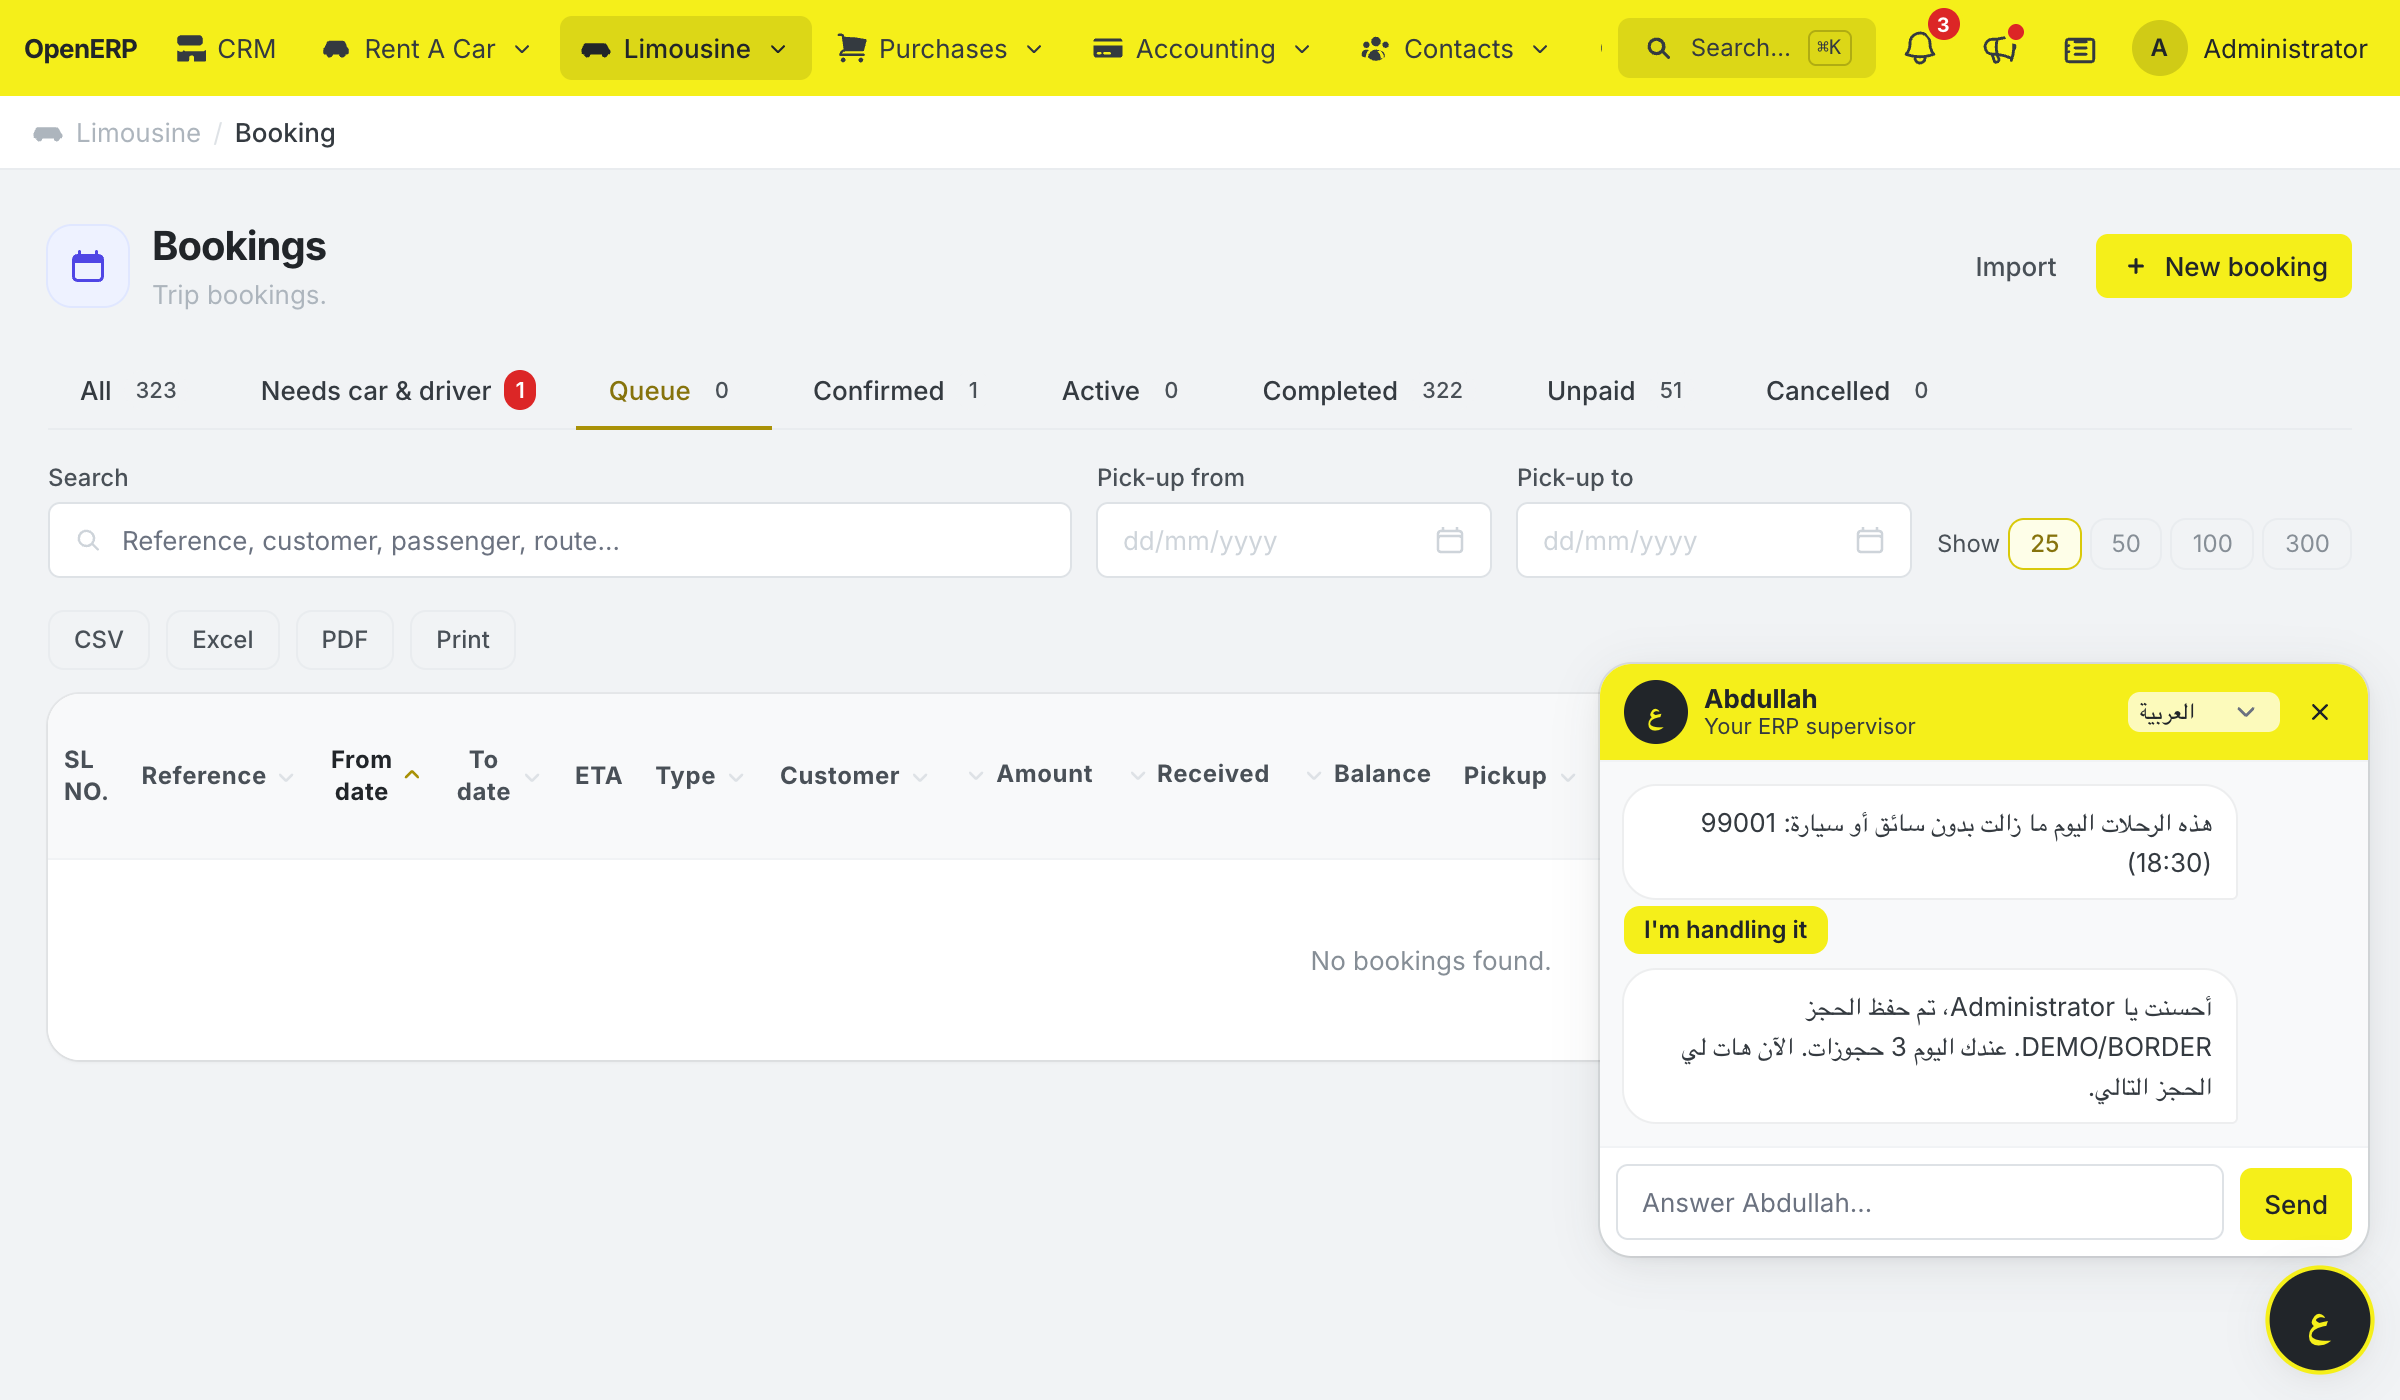 OpenERP CRM Rent A Car Limousine Purchases Accounting Contacts Search... ⌘K 3 A Administrator
Limousine / Booking
Bookings
Trip bookings.
Import + New booking
All 323 Needs car & driver 1 Queue 0 Confirmed 1 Active 0 Completed 322 Unpaid 51 Cancelled 0
Search Pick-up from Pick-up to
Reference, customer, passenger, route... dd/mm/yyyy dd/mm/yyyy Show 25 50 100 300
CSV Excel PDF Print
SL NO. Reference From date To date ETA Type Customer Amount Received Balance Pickup
No bookings found.
ع Abdullah العربية
Your ERP supervisor
هذه الرحلات اليوم ما زالت بدون سائق أو سيارة: 99001
(18:30)
I'm handling it
أحسنت يا Administrator، تم حفظ الحجز
DEMO/BORDER. عندك اليوم 3 حجوزات. الآن هات لي
الحجز التالي.
Answer Abdullah... Send
ع